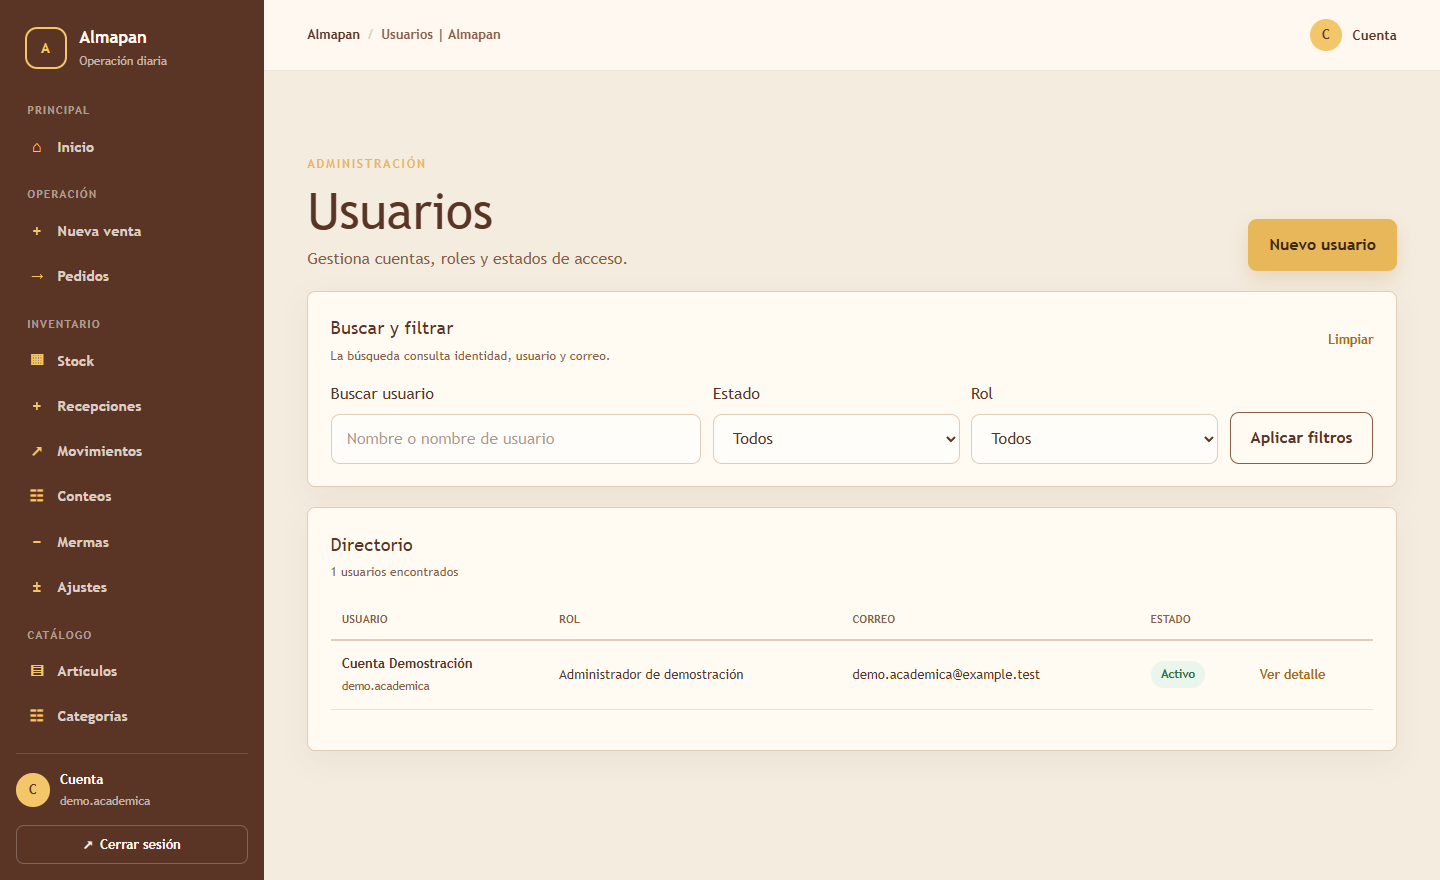 A
Almapan
Operación diaria
PRINCIPAL
⌂ Inicio
OPERACIÓN
+ Nueva venta
→ Pedidos
INVENTARIO
▦ Stock
+ Recepciones
↗ Movimientos
☷ Conteos
− Mermas
± Ajustes
CATÁLOGO
▤ Artículos
☷ Categorías
C
Cuenta
demo.academica
↗ Cerrar sesión
Almapan / Usuarios | Almapan
C Cuenta
ADMINISTRACIÓN
Usuarios
Gestiona cuentas, roles y estados de acceso.
Nuevo usuario
Buscar y filtrar
La búsqueda consulta identidad, usuario y correo.
Limpiar
Buscar usuario Estado Rol
Nombre o nombre de usuario Todos Todos Aplicar filtros
Directorio
1 usuarios encontrados
USUARIO ROL CORREO ESTADO
Cuenta Demostración
demo.academica
Administrador de demostración demo.academica@example.test Activo Ver detalle